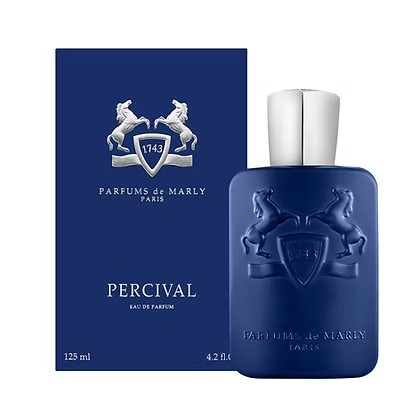 1743
PARFUMS de MARLY
PARIS
PERCIVAL
EAU DE PARFUM
125 ml
4.2 fl.
1743
PARFUMS de MARLY
PARIS